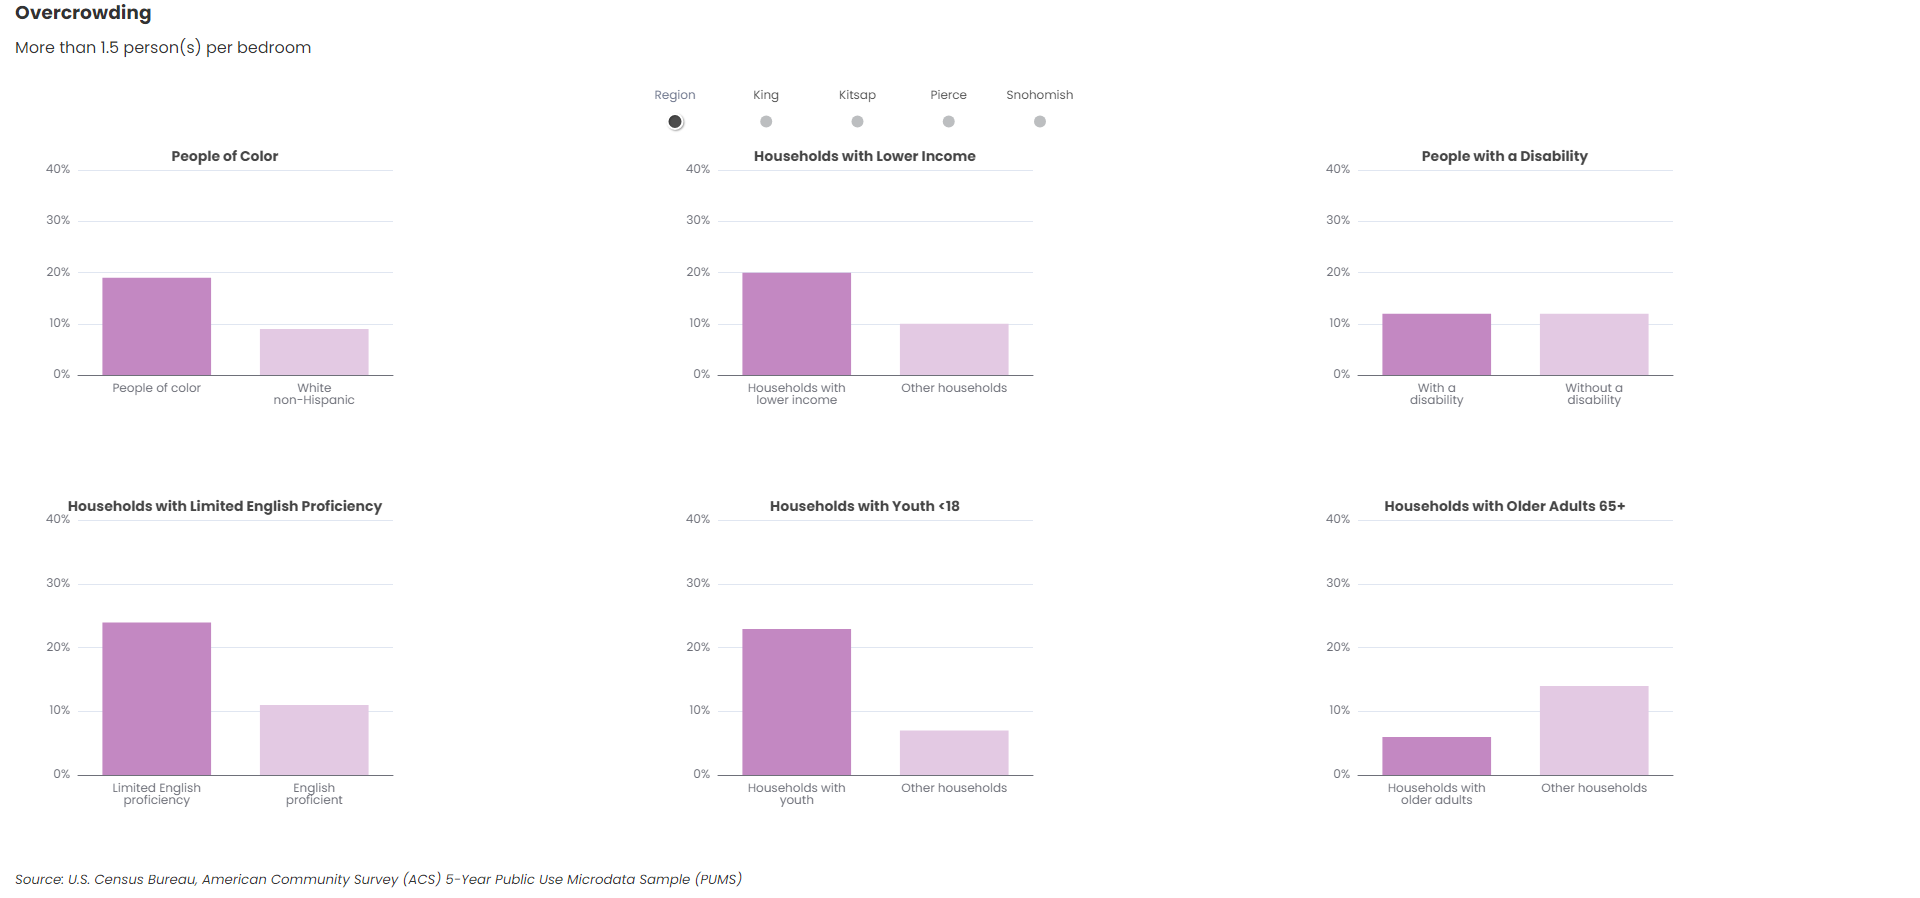 Overcrowding
More than 1.5 person(s) per bedroom
Region King Kitsap Pierce Snohomish
People of Color
40%
30%
20%
10%
0%
People of color
White
non-Hispanic
Households with Lower Income
40%
30%
20%
10%
0%
Households with
lower income
Other households
People with a Disability
40%
30%
20%
10%
0%
With a
disability
Without a
disability
Households with Limited English Proficiency
40%
30%
20%
10%
0%
Limited English
proficiency
English
proficient
Households with Youth <18
40%
30%
20%
10%
0%
Households with
youth
Other households
Households with Older Adults 65+
40%
30%
20%
10%
0%
Households with
older adults
Other households
Source: U.S. Census Bureau, American Community Survey (ACS) 5-Year Public Use Microdata Sample (PUMS)